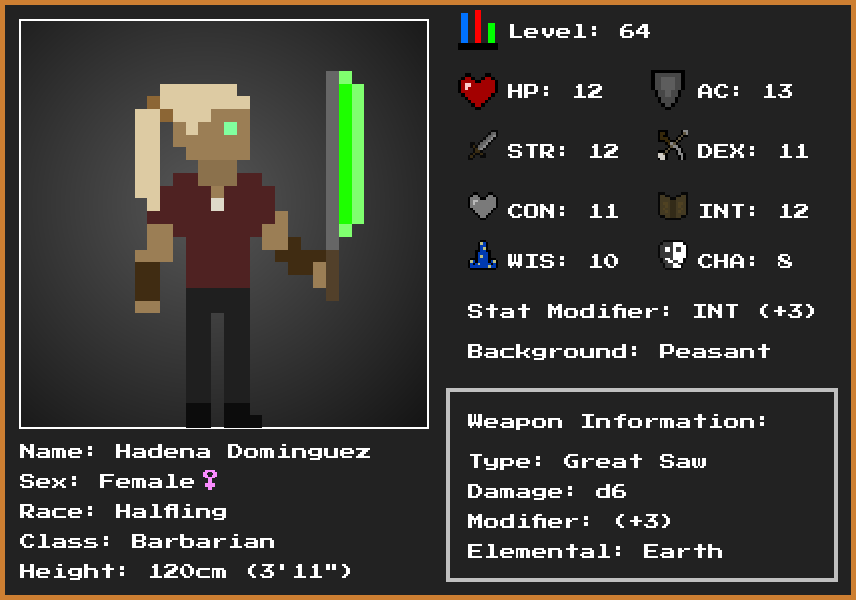 Level: 64
HP: 12
AC: 13
STR: 12
DEX: 11
CON: 11
INT: 12
WIS: 10
CHA: 8
Stat Modifier: INT (+3)
Background: Peasant
Weapon Information:
Type: Great Saw
Damage: d6
Modifier: (+3)
Elemental: Earth
Name: Hadena Dominguez
Sex: Female♀
Race: Halfling
Class: Barbarian
Height: 120cm (3'11")